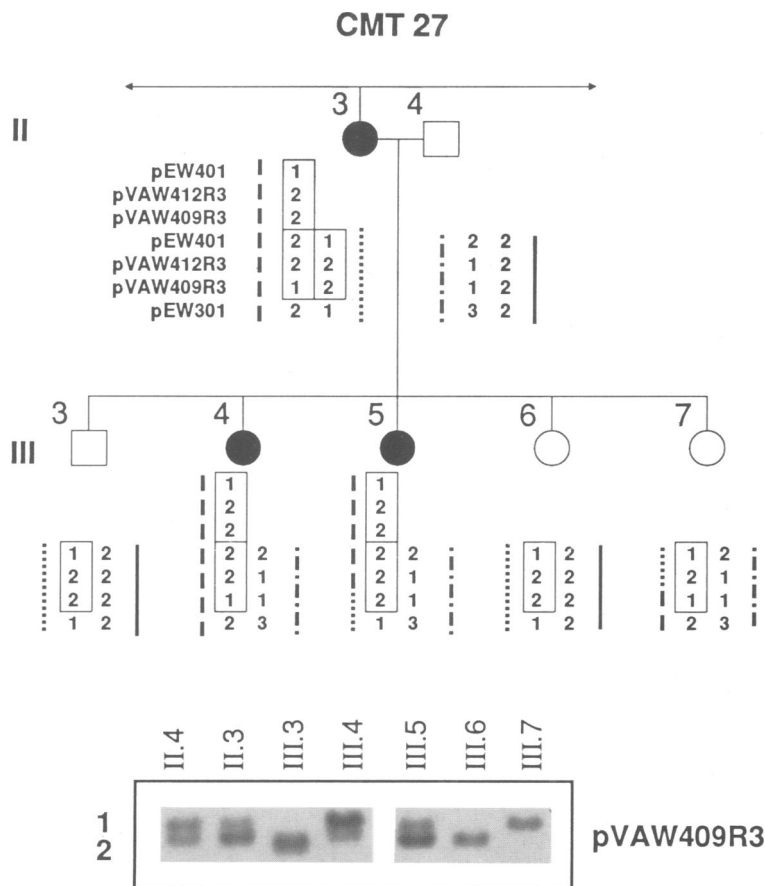 CMT 27
3 4
II
pEW401 1
pVAW412R3 2
pVAW409R3 2
pEW401 2 1 2 2
pVAW412R3 2 2 1 2
pVAW409R3 1 2 1 2
pEW301 2 1 3 2
3 4 5 6 7
III
1 1
2 2
2 2
1 2 2 2 2 2 1 2 1 2
2 2 2 1 2 1 2 2 2 1
2 2 1 1 2 1 2 2 1 1
1 2 2 3 1 3 1 2 2 3
II.4 II.3 III.3 III.4 III.5 III.6 III.7
1
2
pVAW409R3